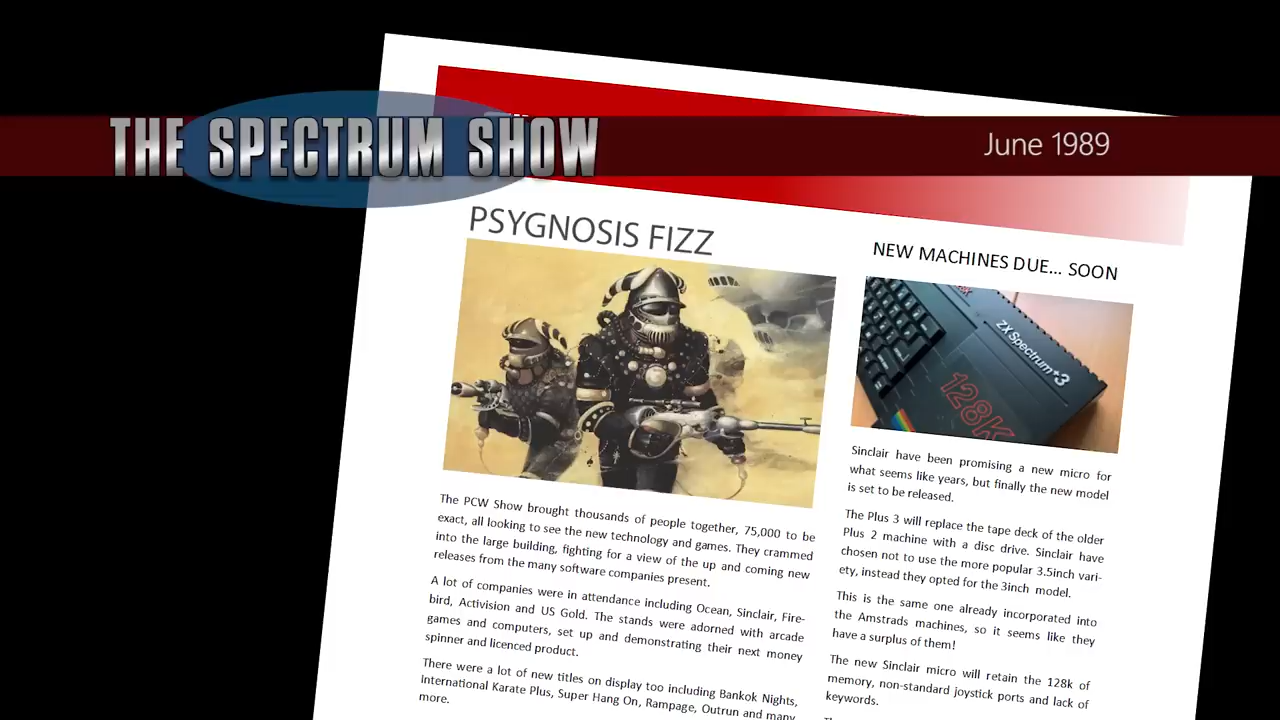 THE SPECTRUM SHOW
June 1989
PSYGNOSIS FIZZ
NEW MACHINES DUE... SOON
ZX Spectrum +3
128K
The PCW Show brought thousands of people together, 75,000 to be
exact, all looking to see the new technology and games. They crammed
into the large building, fighting for a view of the up and coming new
releases from the many software companies present.
A lot of companies were in attendance including Ocean, Sinclair, Fire-
bird, Activision and US Gold. The stands were adorned with arcade
games and computers, set up and demonstrating their next money
spinner and licenced product.
There were a lot of new titles on display too including Bankok Nights,
International Karate Plus, Super Hang On, Rampage, Outrun and many
more.
Sinclair have been promising a new micro for
what seems like years, but finally the new model
is set to be released.
The Plus 3 will replace the tape deck of the older
Plus 2 machine with a disc drive. Sinclair have
chosen not to use the more popular 3.5inch vari-
ety, instead they opted for the 3inch model.
This is the same one already incorporated into
the Amstrads machines, so it seems like they
have a surplus of them!
The new Sinclair micro will retain the 128k of
memory, non-standard joystick ports and lack of
keywords.